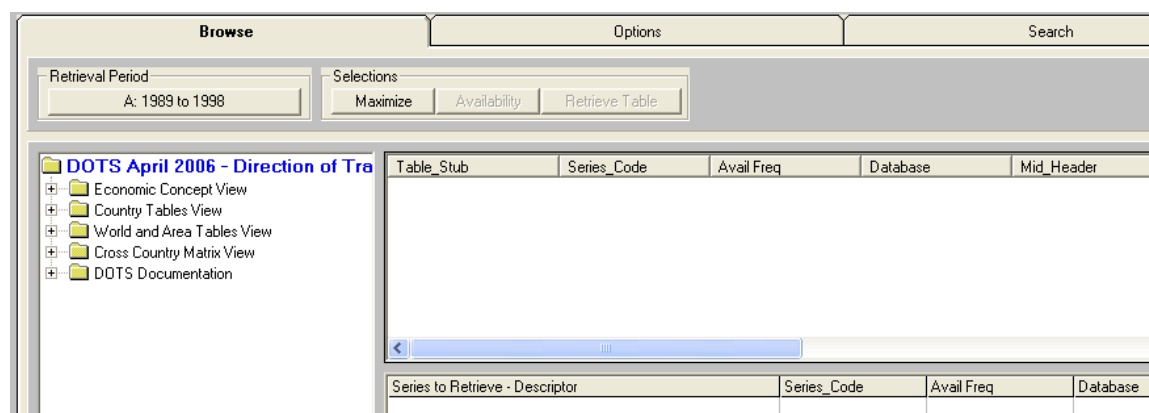 Browse Options Search
Retrieval Period Selections
A: 1989 to 1998 Maximize Availability Retrieve Table
DOTS April 2006 - Direction of Tra
Economic Concept View
Country Tables View
World and Area Tables View
Cross Country Matrix View
DOTS Documentation
Table_Stub Series_Code Avail Freq Database Mid_Header
Series to Retrieve - Descriptor Series_Code Avail Freq Database